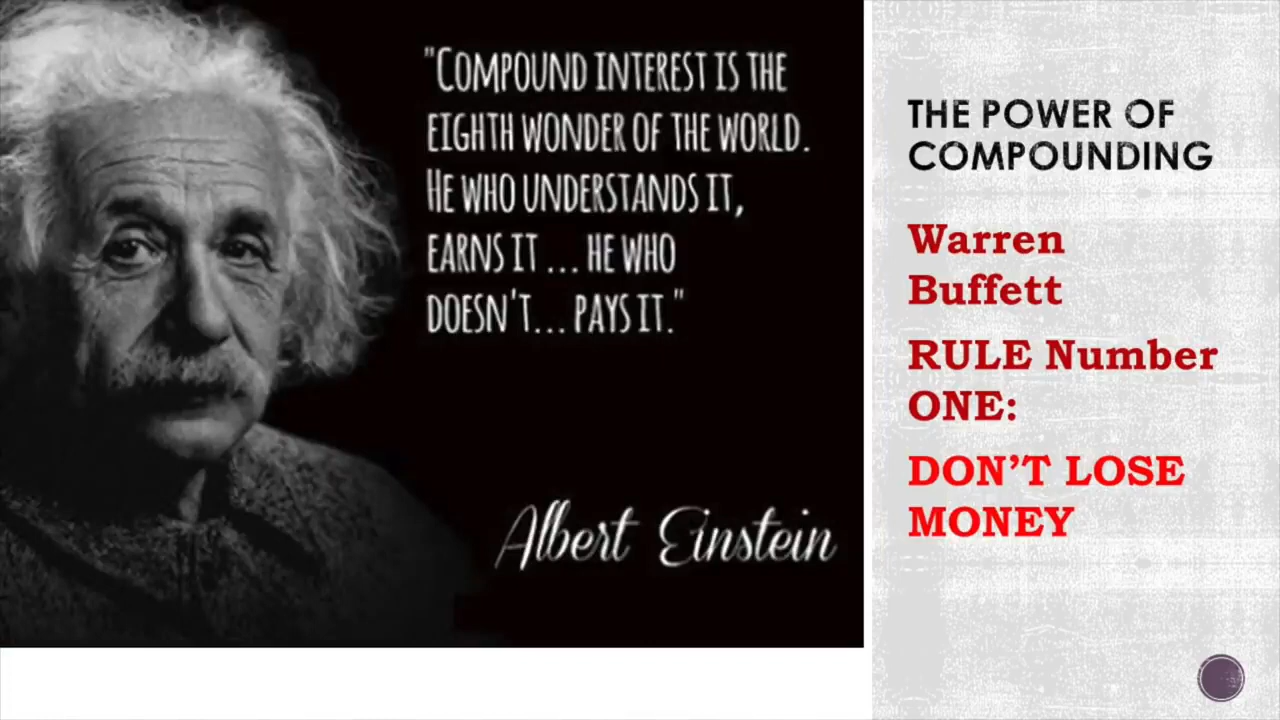 "COMPOUND INTEREST IS THE
EIGHTH WONDER OF THE WORLD.
HE WHO UNDERSTANDS IT,
EARNS IT ... HE WHO
DOESN'T... PAYS IT."
Albert Einstein
THE POWER OF
COMPOUNDING
Warren
Buffett
RULE Number
ONE:
DON’T LOSE
MONEY